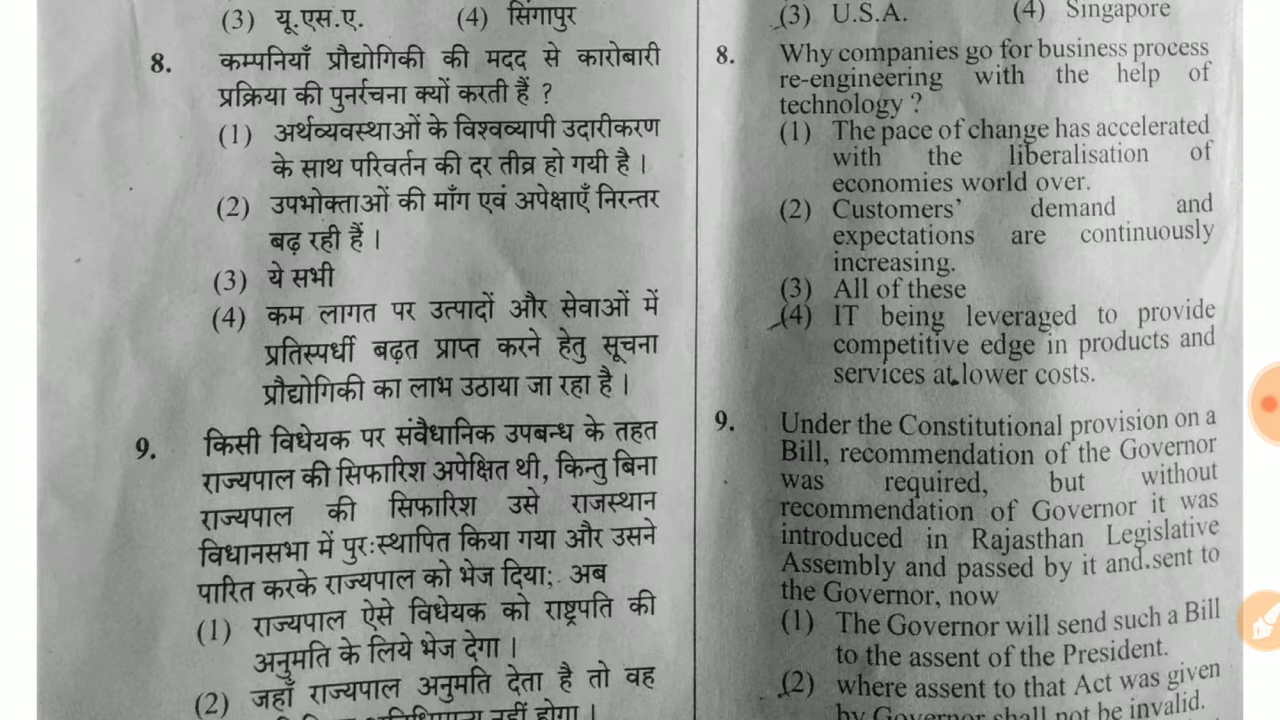 (3) यू.एस.ए. (4) सिंगापुर
8. कम्पनियाँ प्रौद्योगिकी की मदद से कारोबारी
प्रक्रिया की पुनर्रचना क्यों करती हैं ?
(1) अर्थव्यवस्थाओं के विश्वव्यापी उदारीकरण
के साथ परिवर्तन की दर तीव्र हो गयी है ।
(2) उपभोक्ताओं की माँग एवं अपेक्षाएँ निरन्तर
बढ़ रही हैं ।
(3) ये सभी
(4) कम लागत पर उत्पादों और सेवाओं में
प्रतिस्पर्धी बढ़त प्राप्त करने हेतु सूचना
प्रौद्योगिकी का लाभ उठाया जा रहा है ।
9. किसी विधेयक पर संवैधानिक उपबन्ध के तहत
राज्यपाल की सिफारिश अपेक्षित थी, किन्तु बिना
राज्यपाल की सिफारिश उसे राजस्थान
विधानसभा में पुरःस्थापित किया गया और उसने
पारित करके राज्यपाल को भेज दिया; अब
(1) राज्यपाल ऐसे विधेयक को राष्ट्रपति की
अनुमति के लिये भेज देगा ।
(2) जहाँ राज्यपाल अनुमति देता है तो वह
नहीं होगा ।
(3) U.S.A. (4) Singapore
8. Why companies go for business process
re-engineering with the help of
technology ?
(1) The pace of change has accelerated
with the liberalisation of
economies world over.
(2) Customers' demand and
expectations are continuously
increasing.
(3) All of these
(4) IT being leveraged to provide
competitive edge in products and
services at lower costs.
9. Under the Constitutional provision on a
Bill, recommendation of the Governor
was required, but without
recommendation of Governor it was
introduced in Rajasthan Legislative
Assembly and passed by it and sent to
the Governor, now
(1) The Governor will send such a Bill
to the assent of the President.
(2) where assent to that Act was given
by Governor shall not be invalid.